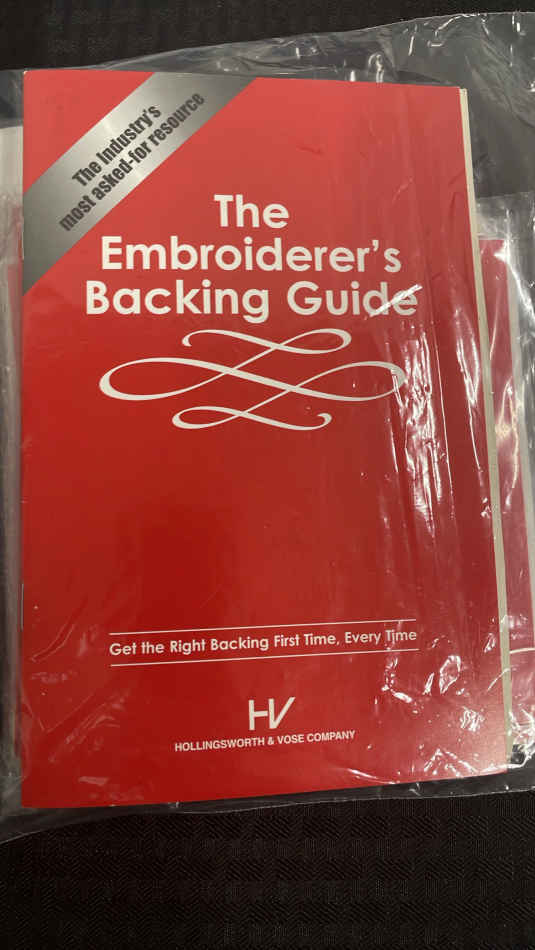 The Industry's
most asked-for resource
The
Embroiderer's
Backing Guide
Get the Right Backing First Time, Every Time
HV
HOLLINGSWORTH & VOSE COMPANY